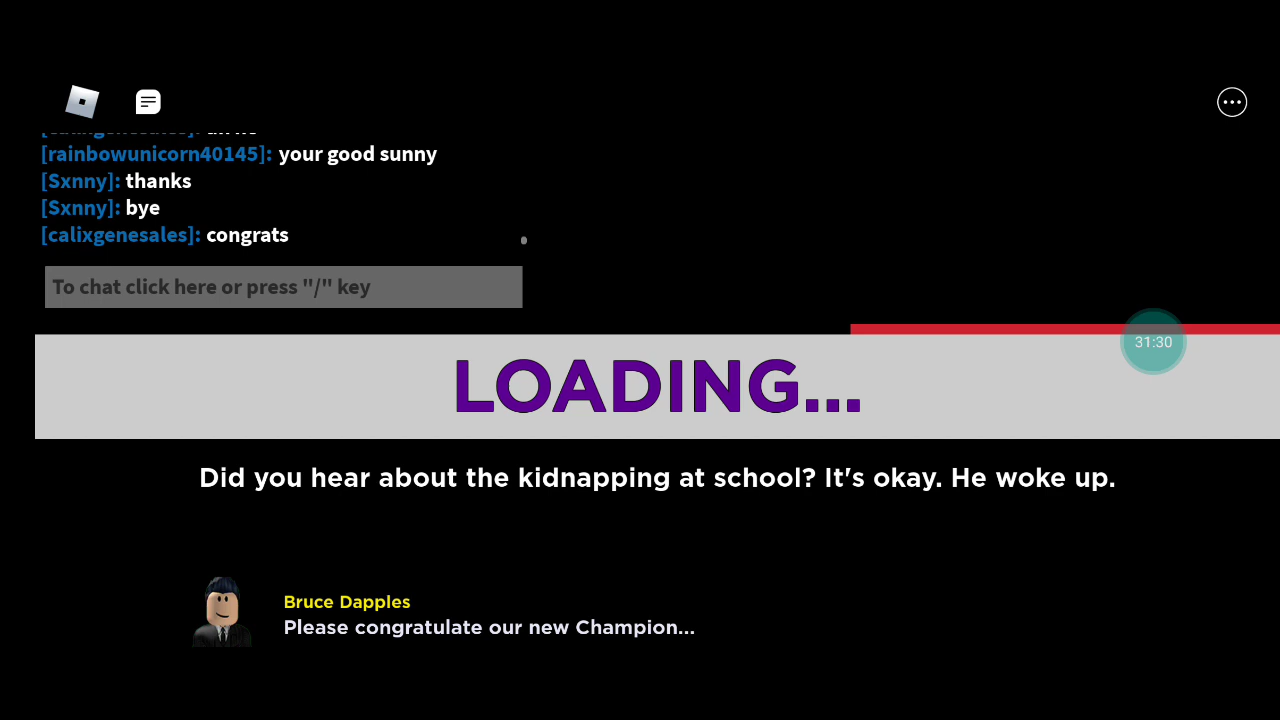 [rainbowunicorn40145]: your good sunny
[Sxnny]: thanks
[Sxnny]: bye
[calixgenesales]: congrats
To chat click here or press "/" key
31:30
LOADING...
Did you hear about the kidnapping at school? It's okay. He woke up.
Bruce Dapples
Please congratulate our new Champion...